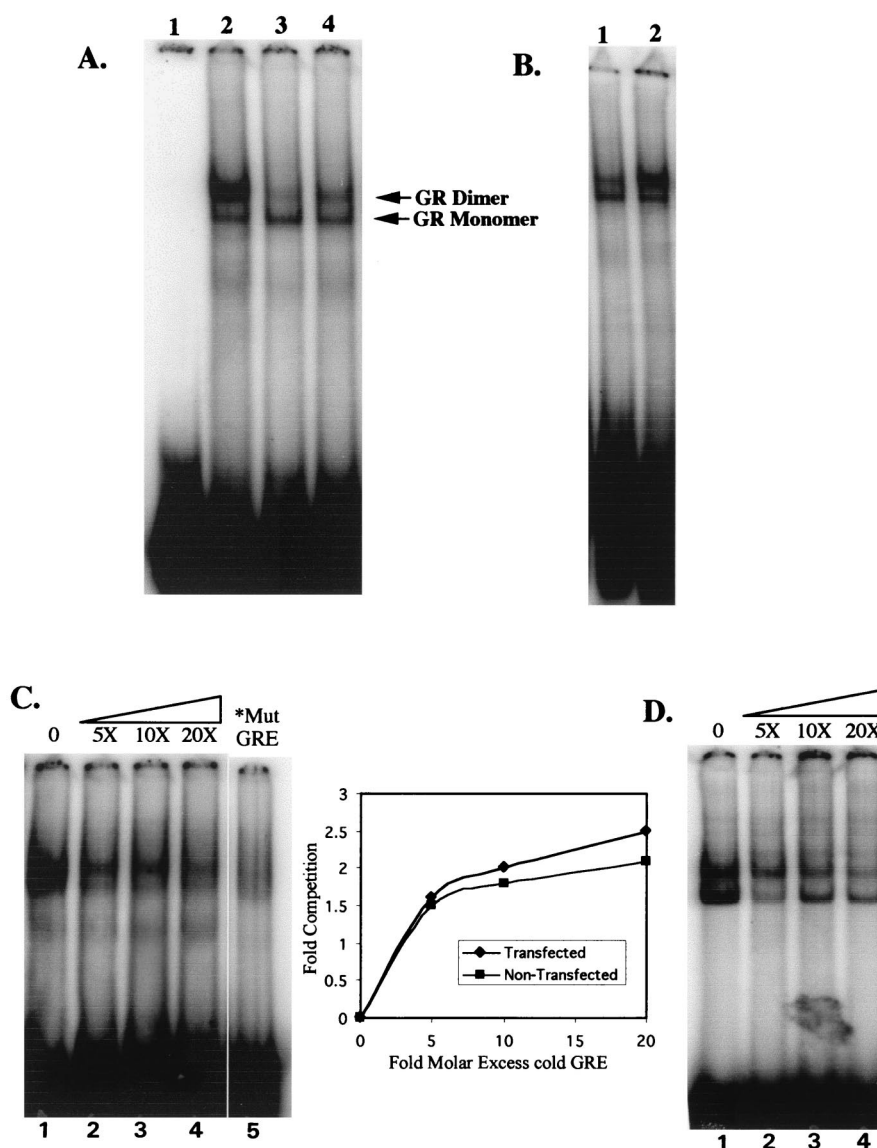 A.
1 2 3 4
GR Dimer
GR Monomer
B.
1 2
C.
0 5X 10X 20X
*Mut
GRE
1 2 3 4 5
3
2.5
2
1.5
1
0.5
0
Fold Competition
Transfected
Non-Transfected
0 5 10 15 20
Fold Molar Excess cold GRE
D.
0 5X 10X 20X
1 2 3 4